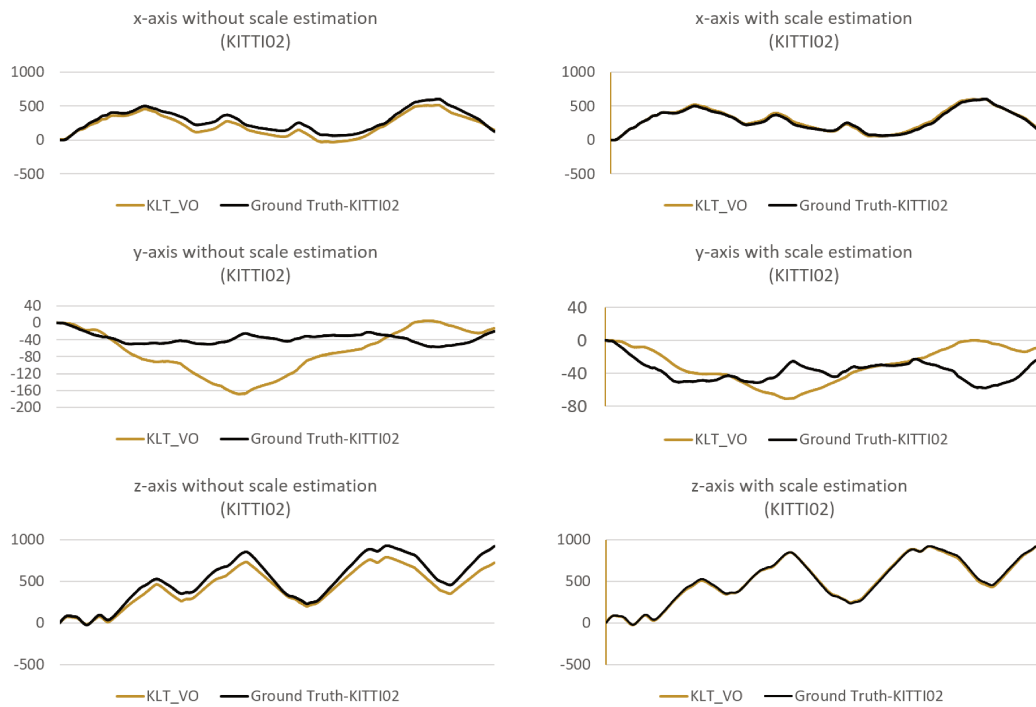 x-axis without scale estimation
(KITTI02)
1000
500
0
-500
KLT_VO Ground Truth-KITTI02
x-axis with scale estimation
(KITTI02)
1000
500
0
-500
KLT_VO Ground Truth-KITTI02
y-axis without scale estimation
(KITTI02)
40
0
-40
-80
-120
-160
-200
KLT_VO Ground Truth-KITTI02
y-axis with scale estimation
(KITTI02)
40
0
-40
-80
KLT_VO Ground Truth-KITTI02
z-axis without scale estimation
(KITTI02)
1000
500
0
-500
KLT_VO Ground Truth-KITTI02
z-axis with scale estimation
(KITTI02)
1000
500
0
-500
KLT_VO Ground Truth-KITTI02